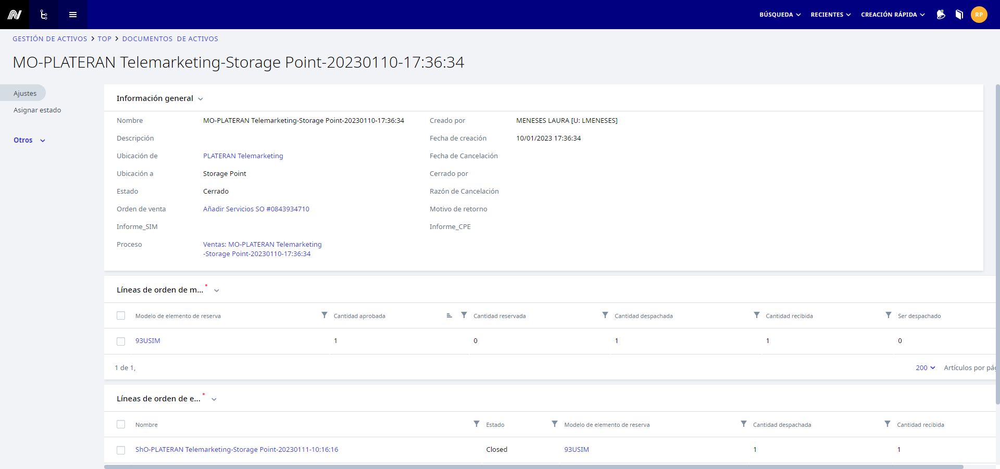 BÚSQUEDA RECIENTES CREACIÓN RÁPIDA RP
GESTIÓN DE ACTIVOS > TOP > DOCUMENTOS DE ACTIVOS
MO-PLATERAN Telemarketing-Storage Point-20230110-17:36:34
Ajustes
Asignar estado
Otros
Información general
Nombre MO-PLATERAN Telemarketing-Storage Point-20230110-17:36:34 Creado por MENESES LAURA [U: LMENESES]
Descripción Fecha de creación 10/01/2023 17:36:34
Ubicación de PLATERAN Telemarketing Fecha de Cancelación
Ubicación a Storage Point Cerrado por
Estado Cerrado Razón de Cancelación
Orden de venta Añadir Servicios SO #0843934710 Motivo de retorno
Informe_SIM Informe_CPE
Proceso Ventas: MO-PLATERAN Telemarketing
-Storage Point-20230110-17:36:34
Líneas de orden de m...
Modelo de elemento de reserva Cantidad aprobada Cantidad reservada Cantidad despachada Cantidad recibida Ser despachado
93USIM 1 0 1 1 0
1 de 1, 200 Artículos por pág
Líneas de orden de e...
Nombre Estado Modelo de elemento de reserva Cantidad despachada Cantidad recibida
ShO-PLATERAN Telemarketing-Storage Point-20230111-10:16:16 Closed 93USIM 1 1